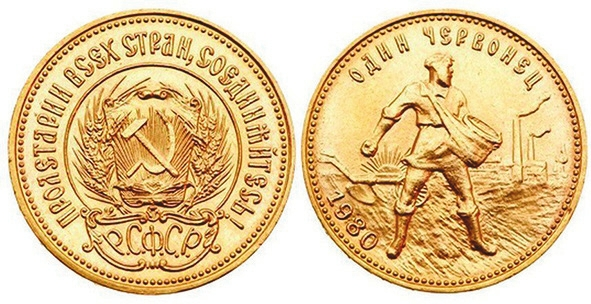 ПРОЛЕТАРИИ ВСЕХ СТРАН, СОЕДИНЯЙТЕСЬ!
РСФСР
ОДИН ЧЕРВОНЕЦ
1980